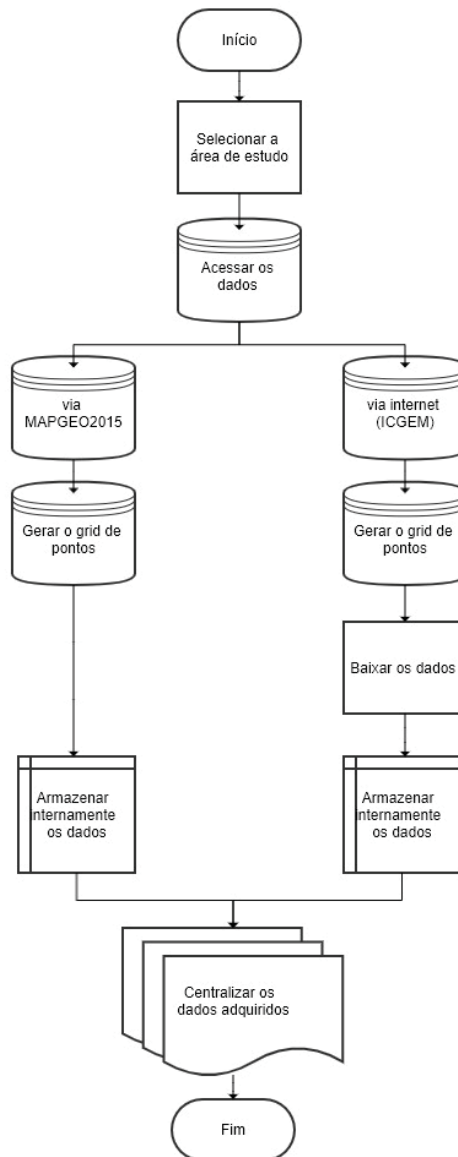 Início
Selecionar a
área de estudo
Acessar os
dados
via
MAPGEO2015
via internet
(ICGEM)
Gerar o grid de
pontos
Gerar o grid de
pontos
Baixar os dados
Armazenar
internamente
os dados
Armazenar
internamente
os dados
Centralizar os
dados adquiridos
Fim